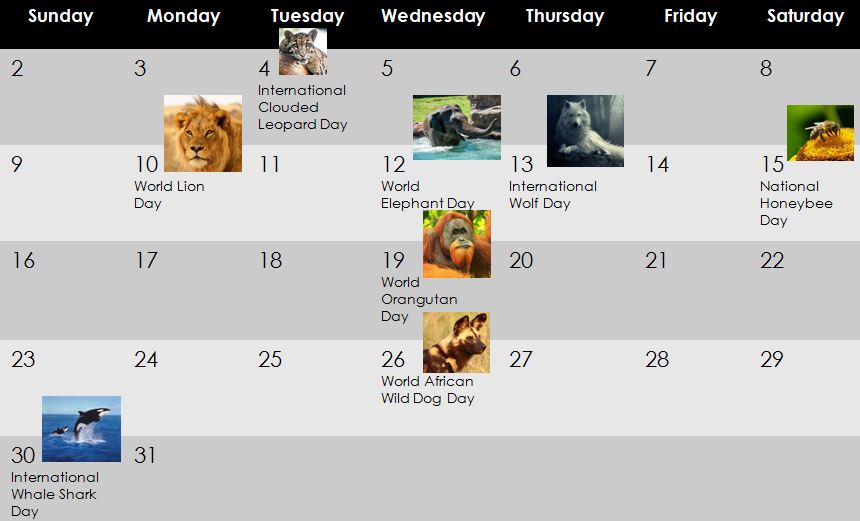 Sunday Monday Tuesday Wednesday Thursday Friday Saturday
2 3 4 5 6 7 8
International
Clouded
Leopard Day
9 10 11 12 13 14 15
World Lion
Day
World
Elephant Day
International
Wolf Day
National
Honeybee
Day
16 17 18 19 20 21 22
World
Orangutan
Day
23 24 25 26 27 28 29
World African
Wild Dog Day
30 31
International
Whale Shark
Day